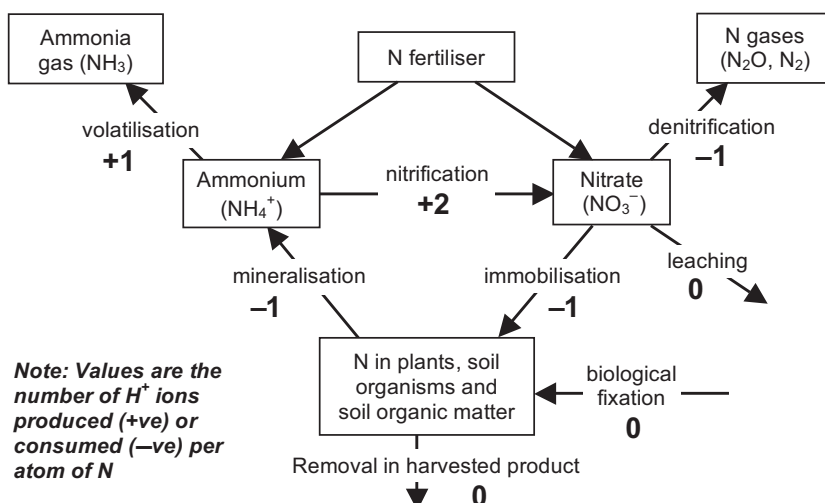 Ammonia
gas (NH₃)
N fertiliser
N gases
(N₂O, N₂)
volatilisation
+1
denitrification
–1
Ammonium
(NH₄⁺)
nitrification
+2
Nitrate
(NO₃⁻)
mineralisation
–1
immobilisation
–1
leaching
0
Note: Values are the
number of H⁺ ions
produced (+ve) or
consumed (–ve) per
atom of N
N in plants, soil
organisms and
soil organic matter
biological
fixation
0
Removal in harvested product
0